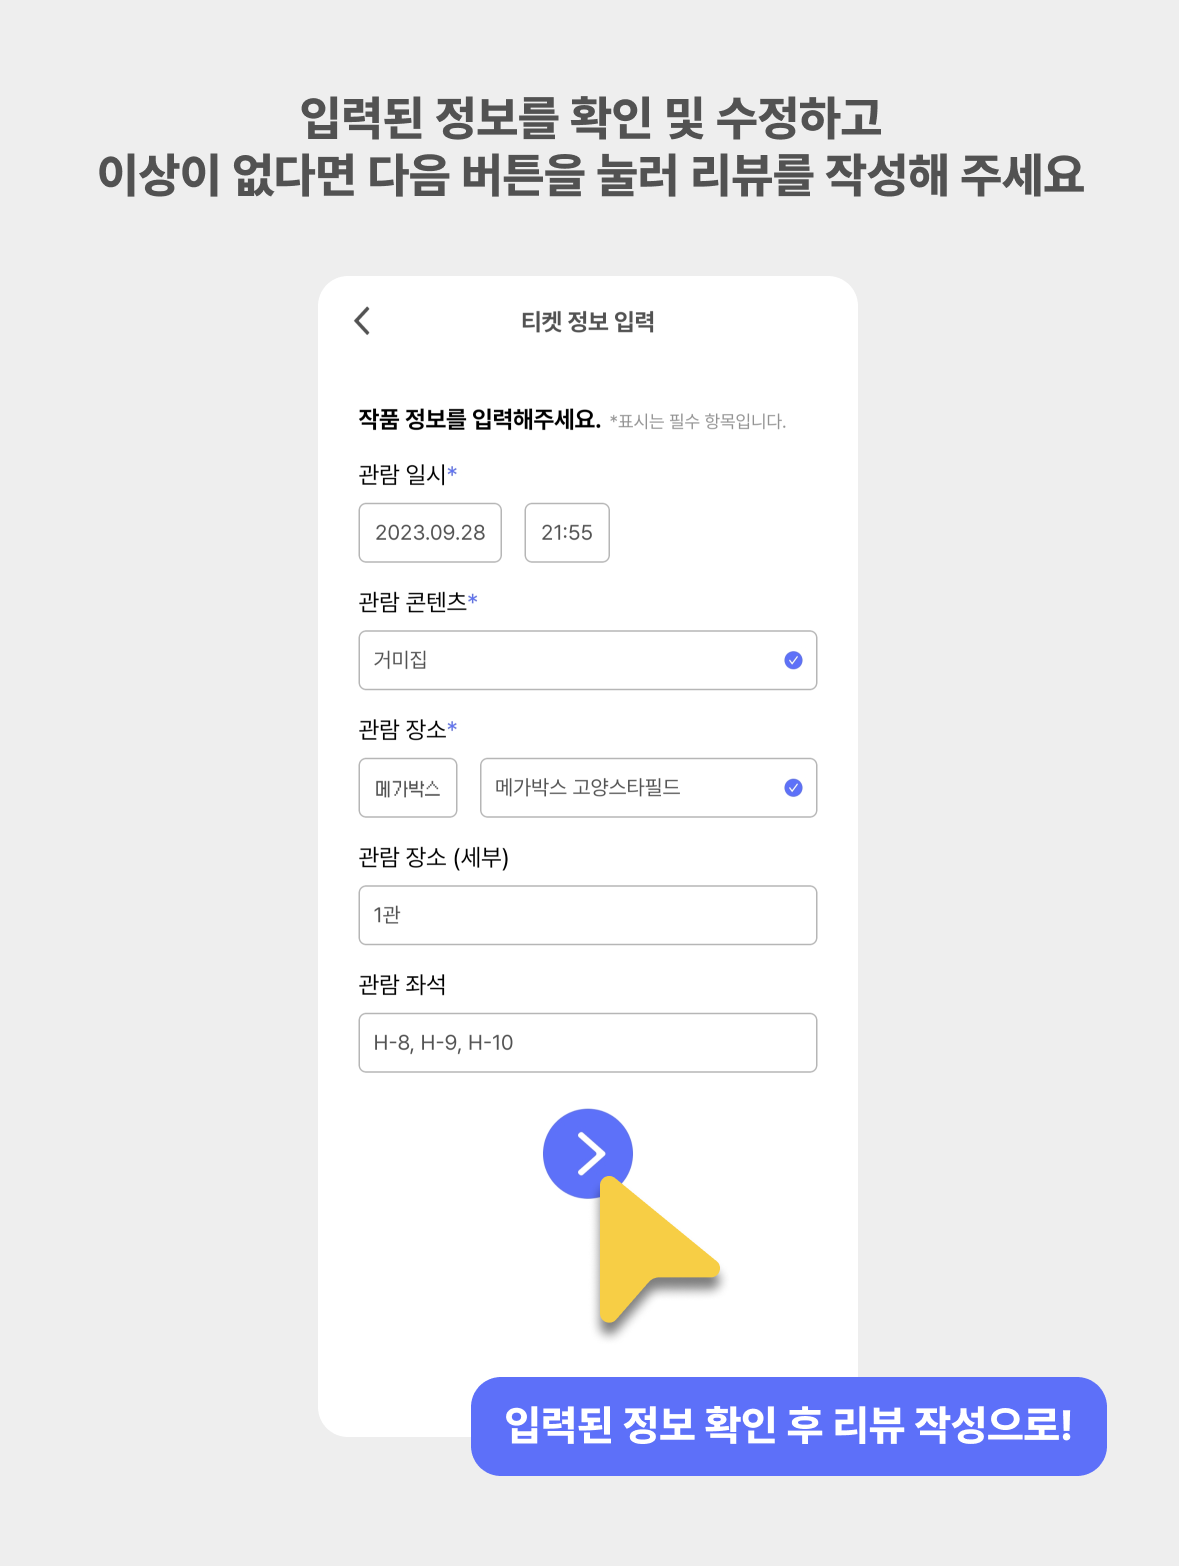 입력된 정보를 확인 및 수정하고
이상이 없다면 다음 버튼을 눌러 리뷰를 작성해 주세요
티켓 정보 입력
작품 정보를 입력해주세요. *표시는 필수 항목입니다.
관람 일시*
2023.09.28 21:55
관람 콘텐츠*
거미집
관람 장소*
메가박스 메가박스 고양스타필드
관람 장소 (세부)
1관
관람 좌석
H-8, H-9, H-10
입력된 정보 확인 후 리뷰 작성으로!